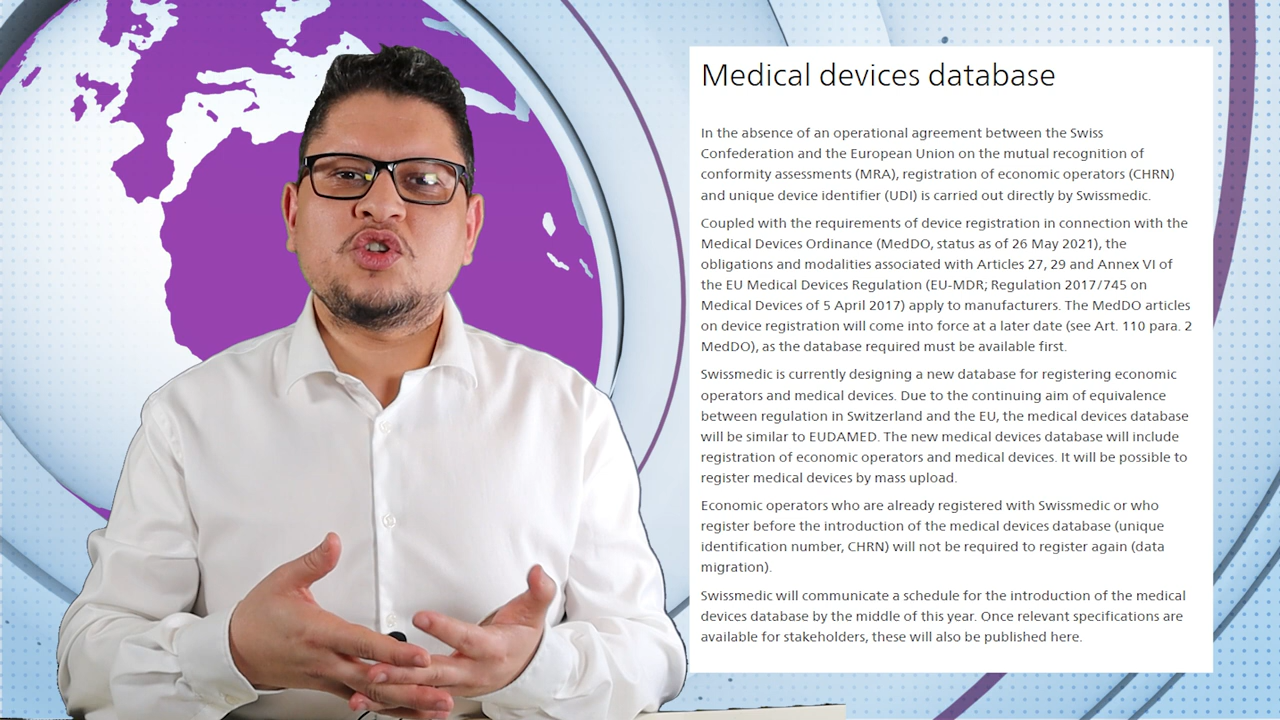 Medical devices database
In the absence of an operational agreement between the Swiss
Confederation and the European Union on the mutual recognition of
conformity assessments (MRA), registration of economic operators (CHRN)
and unique device identifier (UDI) is carried out directly by Swissmedic.
Coupled with the requirements of device registration in connection with the
Medical Devices Ordinance (MedDO, status as of 26 May 2021), the
obligations and modalities associated with Articles 27, 29 and Annex VI of
the EU Medical Devices Regulation (EU-MDR; Regulation 2017/745 on
Medical Devices of 5 April 2017) apply to manufacturers. The MedDO articles
on device registration will come into force at a later date (see Art. 110 para. 2
MedDO), as the database required must be available first.
Swissmedic is currently designing a new database for registering economic
operators and medical devices. Due to the continuing aim of equivalence
between regulation in Switzerland and the EU, the medical devices database
will be similar to EUDAMED. The new medical devices database will include
registration of economic operators and medical devices. It will be possible to
register medical devices by mass upload.
Economic operators who are already registered with Swissmedic or who
register before the introduction of the medical devices database (unique
identification number, CHRN) will not be required to register again (data
migration).
Swissmedic will communicate a schedule for the introduction of the medical
devices database by the middle of this year. Once relevant specifications are
available for stakeholders, these will also be published here.